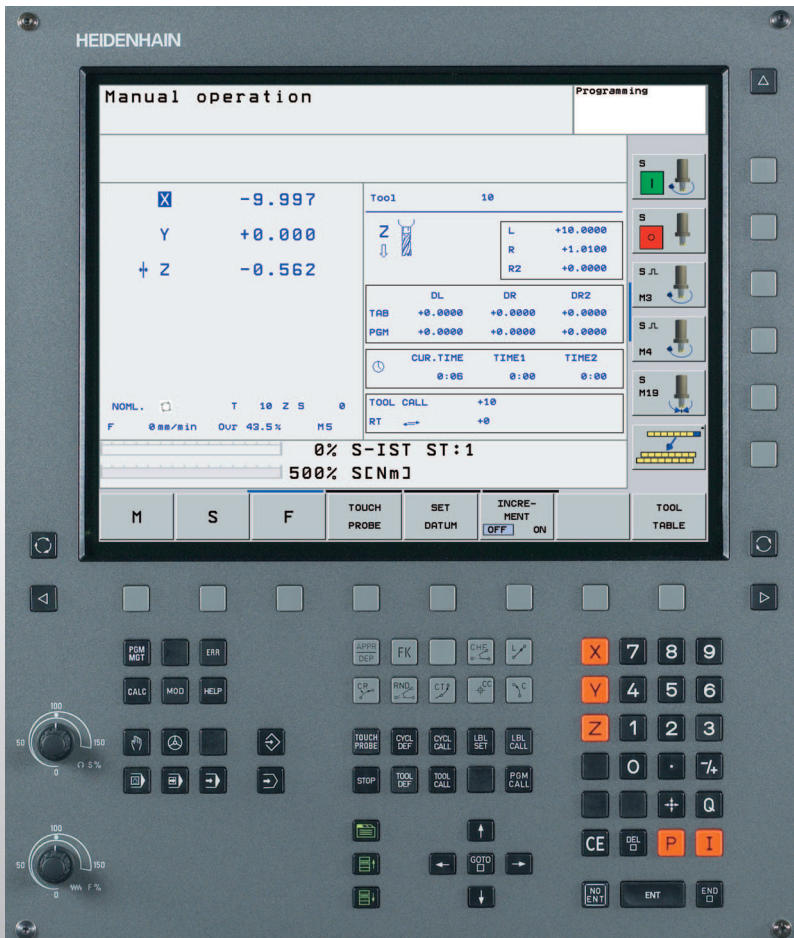 HEIDENHAIN
Manual operation
Programming
X -9.997
Y +0.000
Z -0.562
NOML. T 10 Z S 0
F 0mm/min Ovr 43.5% M5
Tool 10
Z
L +10.0000
R +1.0100
R2 +0.0000
DL DR DR2
TAB +0.0000 +0.0000 +0.0000
PGM +0.0000 +0.0000 +0.0000
CUR.TIME TIME1 TIME2
0:06 0:00 0:00
TOOL CALL +10
RT +0
S
I
S
O
S
M3
S
M4
S
M19
0% S-IST ST:1
500% S[Nm]
M
S
F
TOUCH
PROBE
SET
DATUM
INCRE-
MENT
OFF ON
TOOL
TABLE
PGM
MGT
ERR
CALC
MOD
HELP
APPR
DEP
FK
CHF
L
CR
RND
CT
CC
C
TOUCH
PROBE
CYCL
DEF
CYCL
CALL
LBL
SET
LBL
CALL
STOP
TOOL
DEF
TOOL
CALL
PGM
CALL
GOTO
X 7 8 9
Y 4 5 6
Z 1 2 3
0 . -/+
Q
CE
DEL
P
I
NO
ENT
ENT
END
100
50 150
0
S %
100
50 150
0
F %